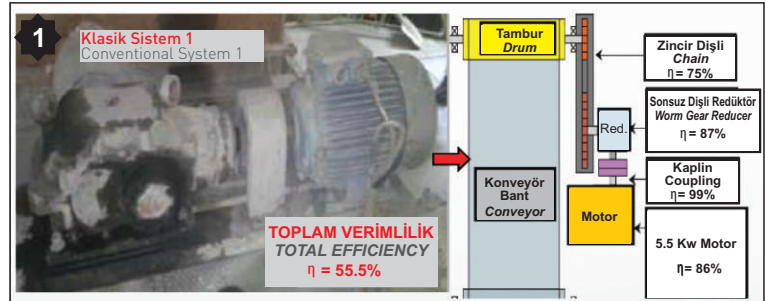 1
Klasik Sistem 1
Conventional System 1
TOPLAM VERİMLİLİK
TOTAL EFFICIENCY
η = 55.5%
Tambur
Drum
Konveyör
Bant
Conveyor
Red.
Motor
Zincir Dişli
Chain
η = 75%
Sonsuz Dişli Redüktör
Worm Gear Reducer
η = 87%
Kaplin
Coupling
η = 99%
5.5 Kw Motor
η= 86%